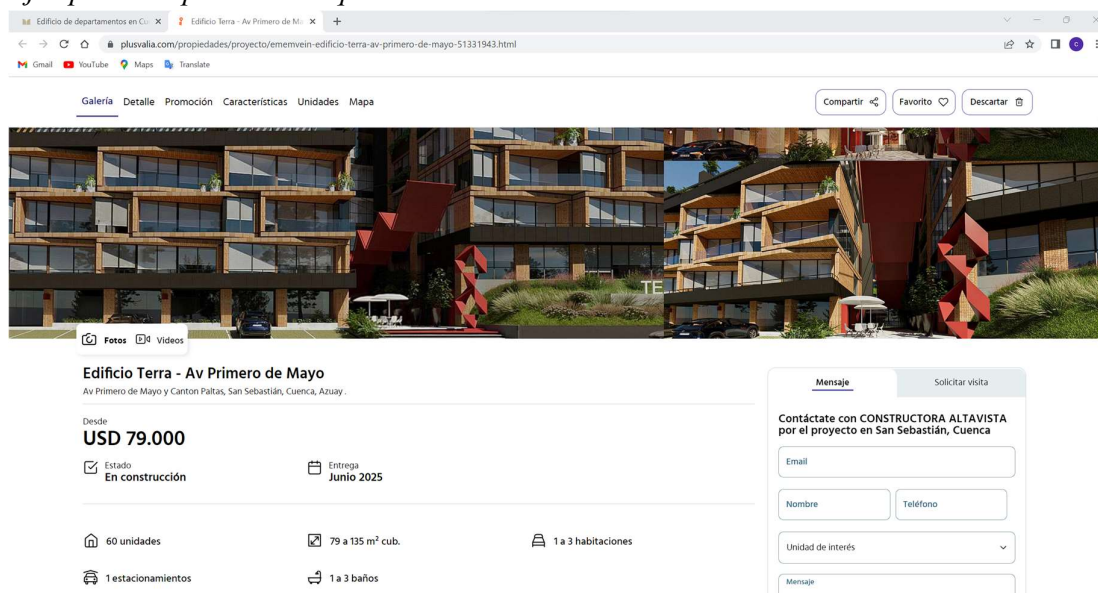 Edificio de departamentos en Cu
Edificio Terra - Av Primero de Ma
plusvalia.com/propiedades/proyecto/ememvein-edificio-terra-av-primero-de-mayo-51331943.html
Gmail YouTube Maps Translate
Galería Detalle Promoción Características Unidades Mapa
Compartir Favorito Descartar
TE
Fotos Videos
Edificio Terra - Av Primero de Mayo
Av Primero de Mayo y Canton Paltas, San Sebastián, Cuenca, Azuay .
Desde
USD 79.000
Estado
En construcción
Entrega
Junio 2025
60 unidades
79 a 135 m² cub.
1 a 3 habitaciones
1 estacionamientos
1 a 3 baños
Mensaje
Solicitar visita
Contáctate con CONSTRUCTORA ALTAVISTA
por el proyecto en San Sebastián, Cuenca
Email
Nombre
Teléfono
Unidad de interés
Mensaje